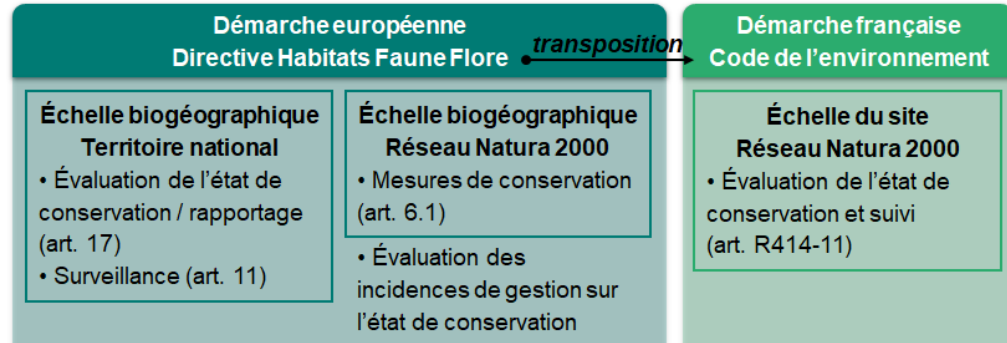 Démarche européenne
Directive Habitats Faune Flore
transposition
Démarche française
Code de l'environnement
Échelle biogéographique
Territoire national
• Évaluation de l'état de
conservation / rapportage
(art. 17)
• Surveillance (art. 11)
Échelle biogéographique
Réseau Natura 2000
• Mesures de conservation
(art. 6.1)
• Évaluation des
incidences de gestion sur
l'état de conservation
Échelle du site
Réseau Natura 2000
• Évaluation de l'état de
conservation et suivi
(art. R414-11)